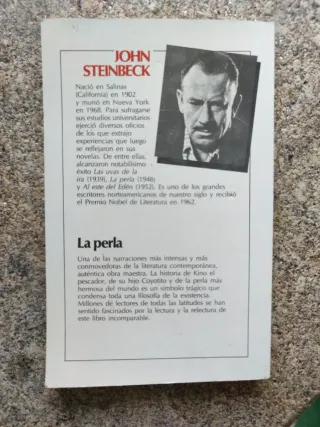 JOHN
STEINBECK
Nació en Salinas
(California) en 1902
y murió en Nueva York
en 1968. Para sufragarse
sus estudios universitarios
ejerció diversos oficios
de los que extrajo
experiencias que luego
se reflejaron en sus
novelas. De entre ellas,
alcanzaron notabilísimo
éxito Las uvas de la
ira (1939), La perla (1948)
y Al este del Edén (1952). Es uno de los grandes
escritores norteamericanos de nuestro siglo y recibió
el Premio Nobel de Literatura en 1962.
La perla
Una de las narraciones más intensas y más
conmovedoras de la literatura contemporánea,
auténtica obra maestra. La historia de Kino el
pescador, de su hijo Coyotito y de la perla más
hermosa del mundo es un símbolo trágico que
condensa toda una filosofía de la existencia.
Millones de lectores de todas las latitudes se han
sentido fascinados por la lectura y la relectura de
este libro incomparable.